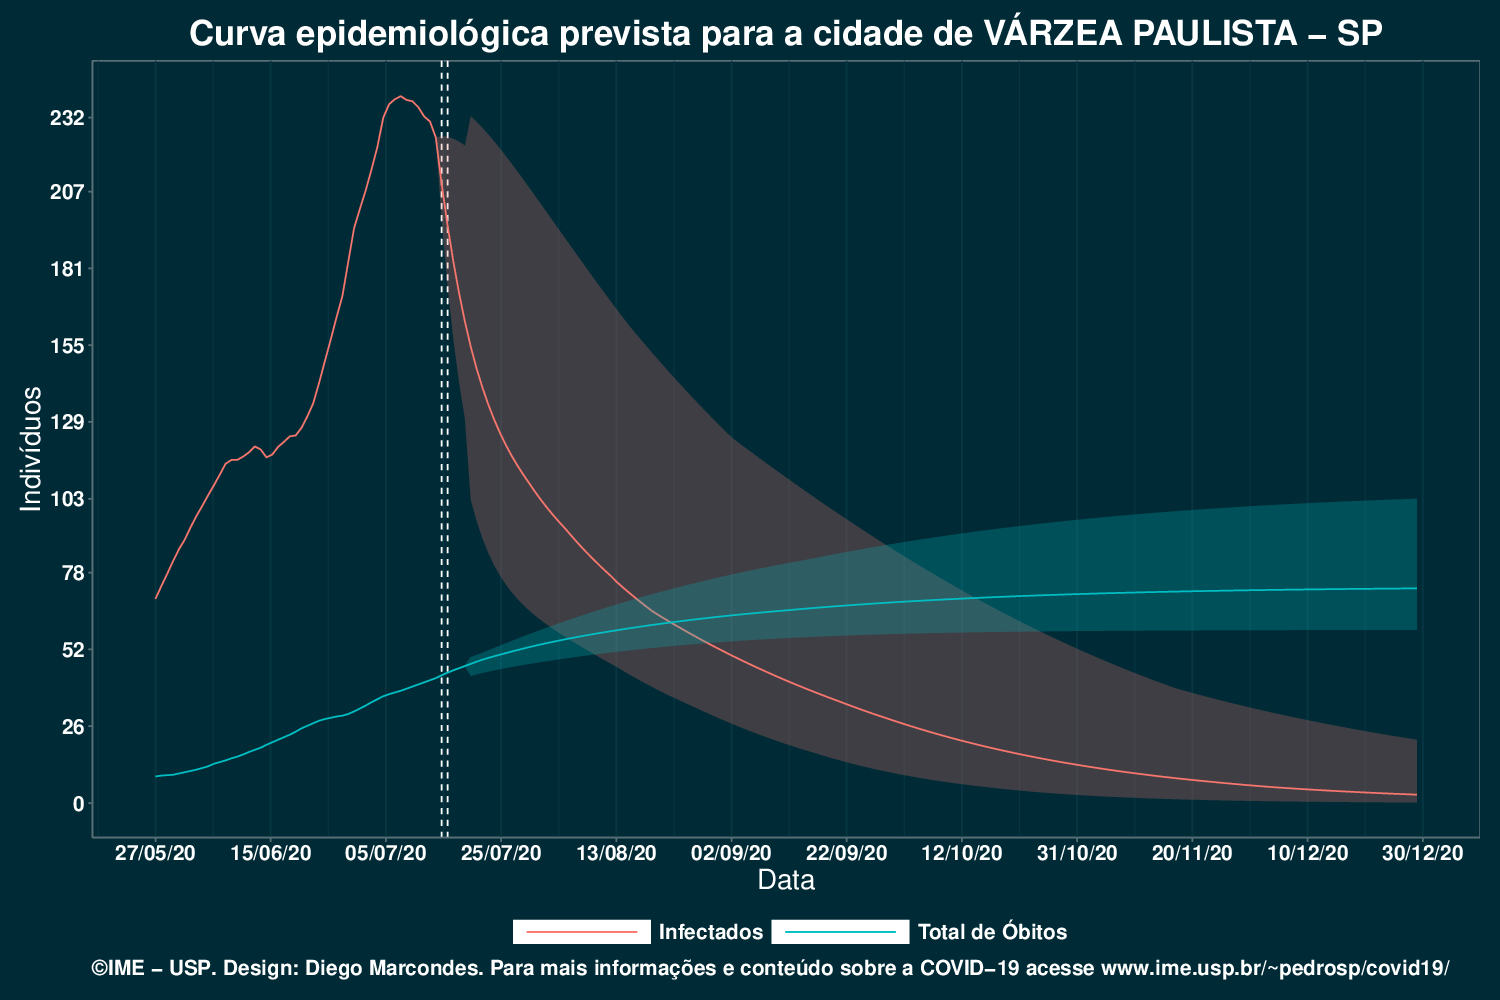 Curva epidemiológica prevista para a cidade de VÁRZEA PAULISTA – SP
Indivíduos
232
207
181
155
129
103
78
52
26
0
27/05/20 15/06/20 05/07/20 25/07/20 13/08/20 02/09/20 22/09/20 12/10/20 31/10/20 20/11/20 10/12/20 30/12/20
Data
Infectados Total de Óbitos
©IME – USP. Design: Diego Marcondes. Para mais informações e conteúdo sobre a COVID–19 acesse www.ime.usp.br/~pedrosp/covid19/